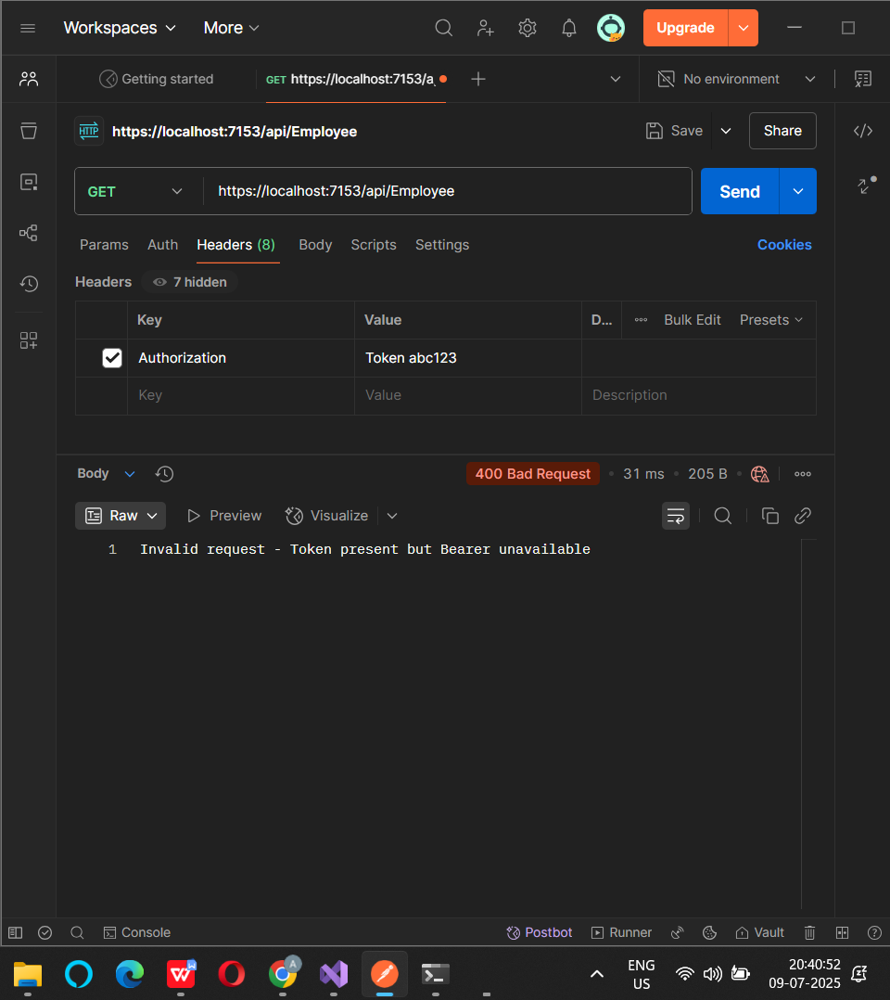 Workspaces More Upgrade
Getting started GET https://localhost:7153/a No environment
HTTP https://localhost:7153/api/Employee Save Share
GET https://localhost:7153/api/Employee Send
Params Auth Headers (8) Body Scripts Settings Cookies
Headers 7 hidden
Key Value D... Bulk Edit Presets
Authorization Token abc123
Key Value Description
Body 400 Bad Request • 31 ms • 205 B •
Raw Preview Visualize
1 Invalid request - Token present but Bearer unavailable
Console Postbot Runner Vault
A
W
W
ENG
US
20:40:52
09-07-2025